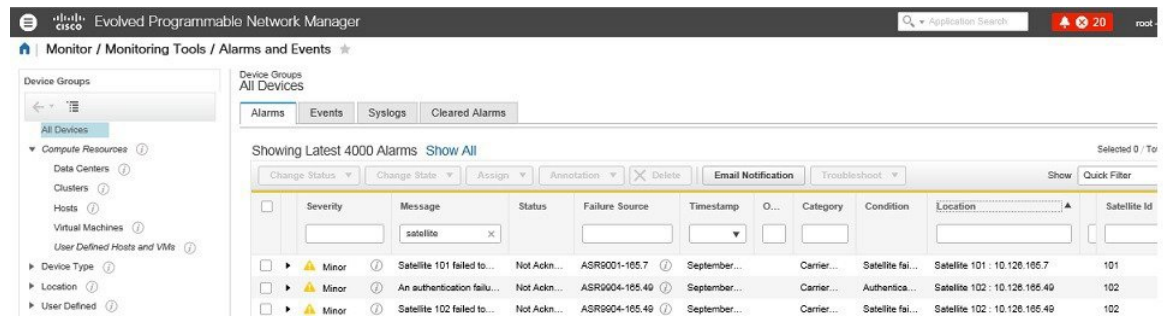 cisco Evolved Programmable Network Manager
Application Search
20
root
Monitor / Monitoring Tools / Alarms and Events
Device Groups
All Devices
Compute Resources
Data Centers
Clusters
Hosts
Virtual Machines
User Defined Hosts and VMs
Device Type
Location
User Defined
Device Groups
All Devices
Alarms Events Syslogs Cleared Alarms
Showing Latest 4000 Alarms Show All
Selected 0 /
Change Status Change State Assign Annotation Delete Email Notification Troubleshoot Show Quick Filter
Severity Message Status Failure Source Timestamp O... Category Condition Location Satellite Id
satellite
Minor Satellite 101 failed to... Not Ackn... ASR9001-165.7 September... Carrier... Satellite fai... Satellite 101 : 10.126.165.7 101
Minor An authentication failu... Not Ackn... ASR9904-165.49 September... Carrier... Authentica... Satellite 102 : 10.126.165.49 102
Minor Satellite 102 failed to... Not Ackn... ASR9904-165.49 September... Carrier... Satellite fai... Satellite 102 : 10.126.165.49 102